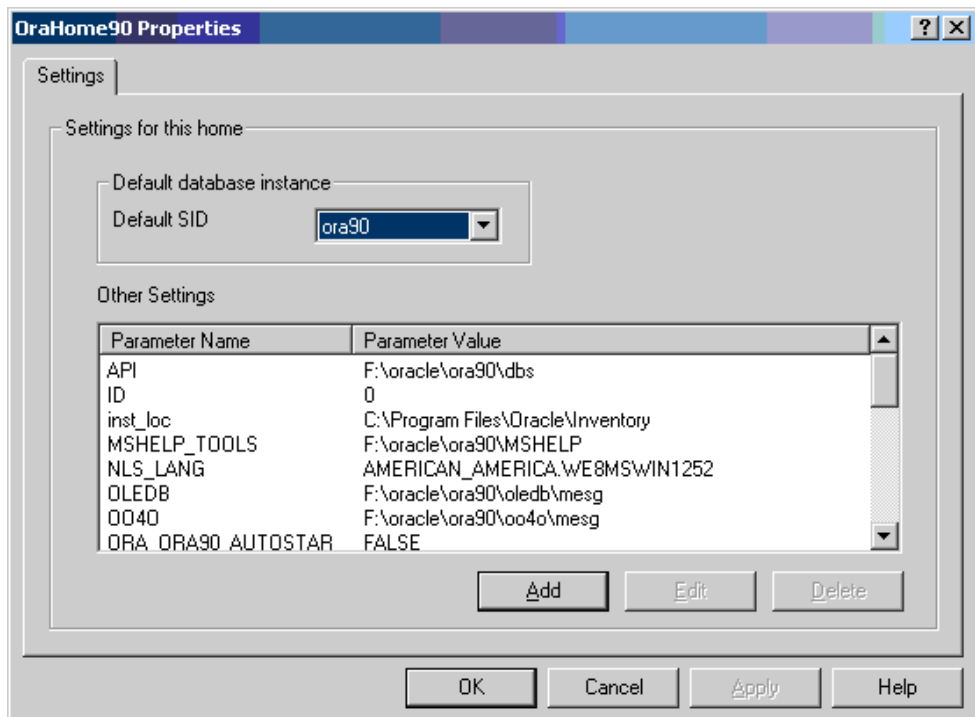 OraHome90 Properties
Settings
Settings for this home
Default database instance
Default SID ora90
Other Settings
Parameter Name Parameter Value
API F:\oracle\ora90\dbs
ID 0
inst_loc C:\Program Files\Oracle\Inventory
MSHELP_TOOLS F:\oracle\ora90\MSHELP
NLS_LANG AMERICAN_AMERICA.WE8MSWIN1252
OLEDB F:\oracle\ora90\oledb\mesg
OO4O F:\oracle\ora90\oo4o\mesg
ORA_ORA90_AUTOSTAR FALSE
Add Edit Delete
OK Cancel Apply Help